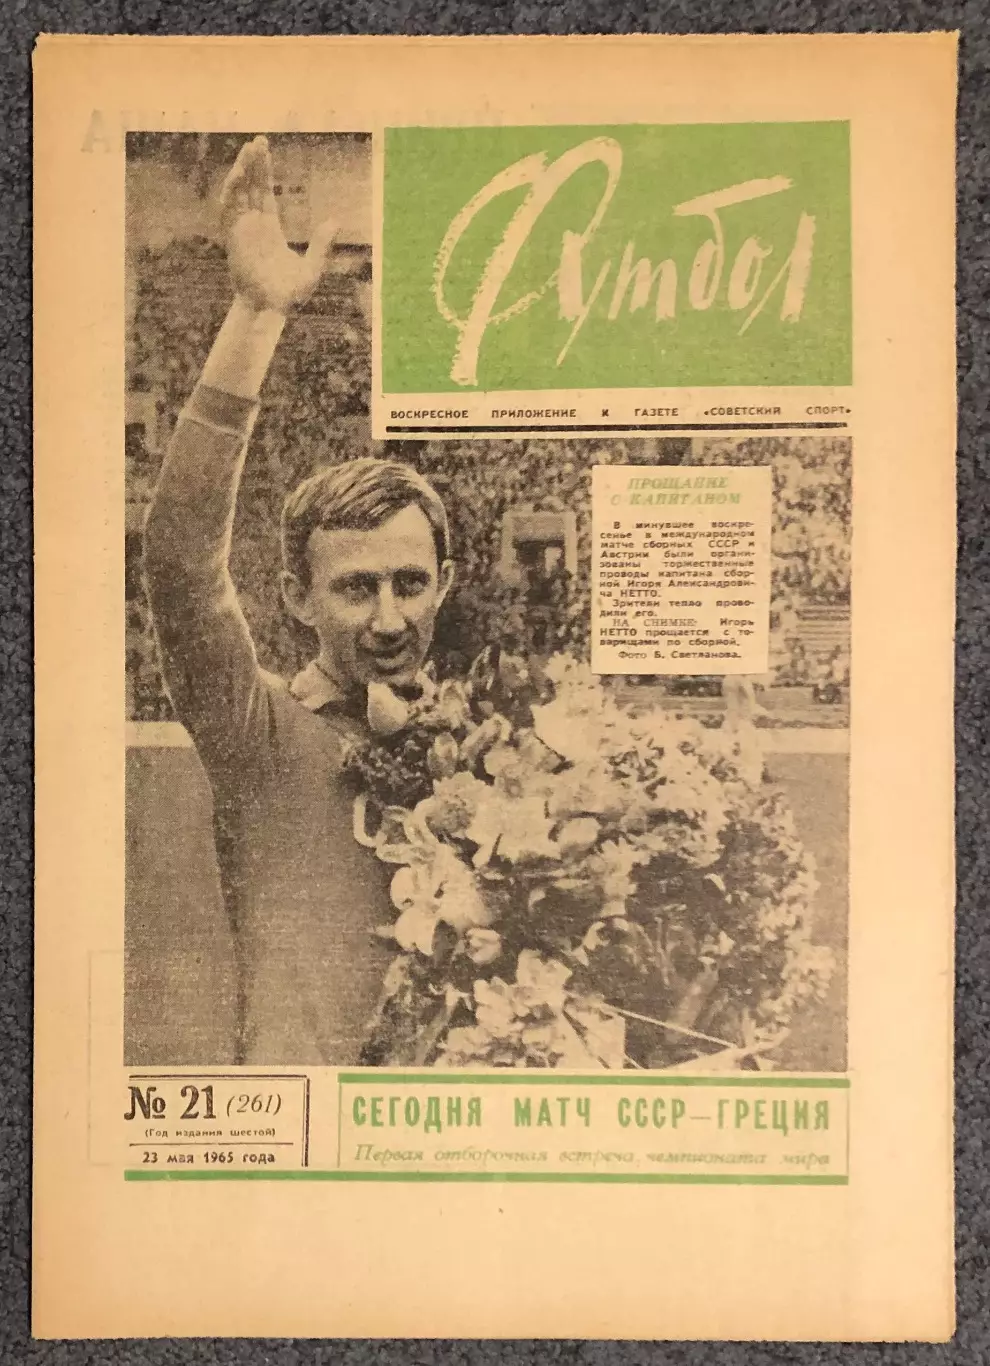 Футбол
ВОСКРЕСНОЕ ПРИЛОЖЕНИЕ К ГАЗЕТЕ «СОВЕТСКИЙ СПОРТ»
ПРОЩАНИЕ
С КАПИТАНОМ
В минувшее воскре-
сенье в международном
матче сборных СССР и
Австрии были органи-
зованы торжественные
проводы капитана сбор-
ной Игоря Александрови-
ча НЕТТО.
Зрители тепло прово-
дили его.
НА СНИМКЕ: Игорь
НЕТТО прощается с то-
варищами по сборной.
Фото Б. Светланова.
№ 21 (261)
(Год издания шестой)
23 мая 1965 года
СЕГОДНЯ МАТЧ СССР—ГРЕЦИЯ
Первая отборочная встреча чемпионата мира